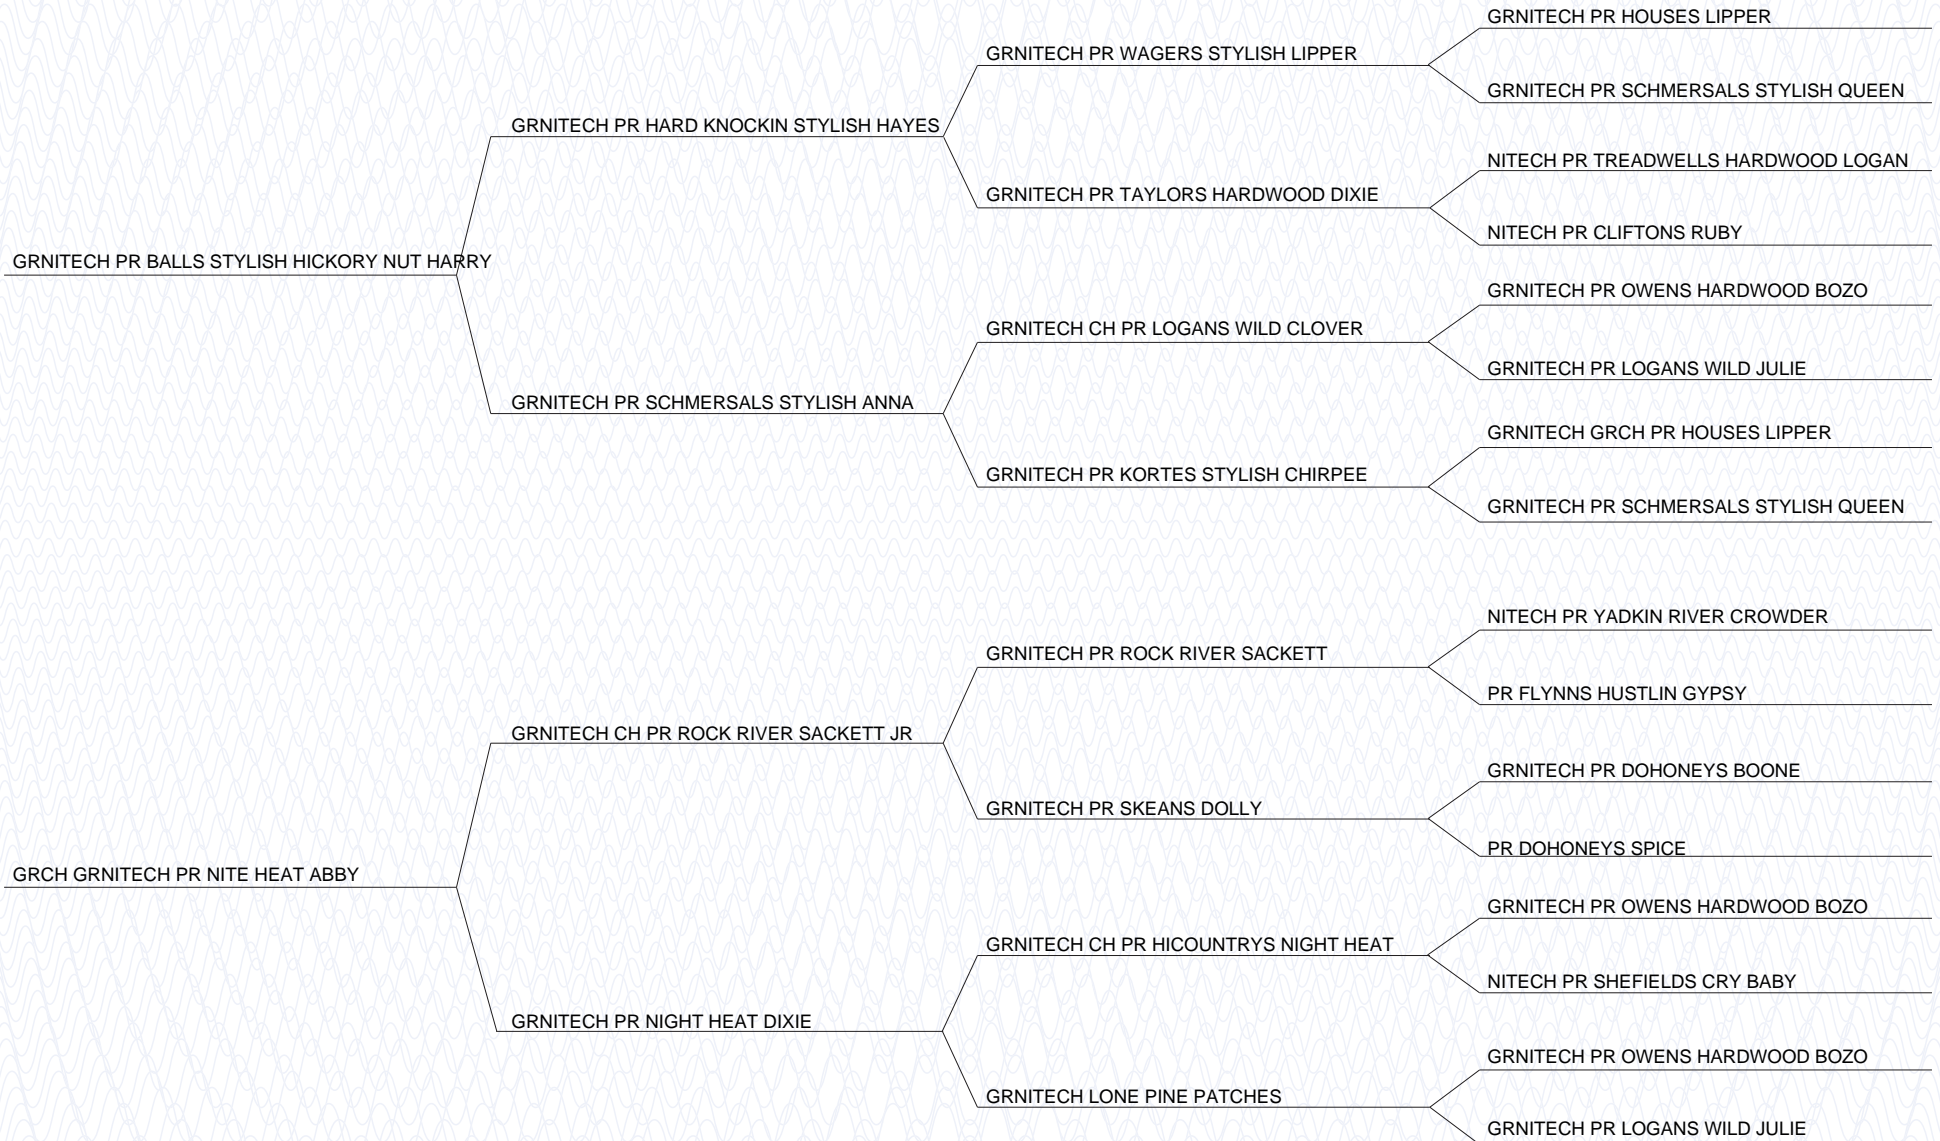 GRNITECH PR HOUSES LIPPER
GRNITECH PR WAGERS STYLISH LIPPER
GRNITECH PR SCHMERSALS STYLISH QUEEN
GRNITECH PR HARD KNOCKIN STYLISH HAYES
NITECH PR TREADWELLS HARDWOOD LOGAN
GRNITECH PR TAYLORS HARDWOOD DIXIE
NITECH PR CLIFTONS RUBY
GRNITECH PR BALLS STYLISH HICKORY NUT HARRY
GRNITECH PR OWENS HARDWOOD BOZO
GRNITECH CH PR LOGANS WILD CLOVER
GRNITECH PR LOGANS WILD JULIE
GRNITECH PR SCHMERSALS STYLISH ANNA
GRNITECH GRCH PR HOUSES LIPPER
GRNITECH PR KORTES STYLISH CHIRPEE
GRNITECH PR SCHMERSALS STYLISH QUEEN
NITECH PR YADKIN RIVER CROWDER
GRNITECH PR ROCK RIVER SACKETT
PR FLYNNS HUSTLIN GYPSY
GRNITECH CH PR ROCK RIVER SACKETT JR
GRNITECH PR DOHONEYS BOONE
GRNITECH PR SKEANS DOLLY
PR DOHONEYS SPICE
GRCH GRNITECH PR NITE HEAT ABBY
GRNITECH PR OWENS HARDWOOD BOZO
GRNITECH CH PR HICOUNTRYS NIGHT HEAT
NITECH PR SHEFIELDS CRY BABY
GRNITECH PR NIGHT HEAT DIXIE
GRNITECH PR OWENS HARDWOOD BOZO
GRNITECH LONE PINE PATCHES
GRNITECH PR LOGANS WILD JULIE